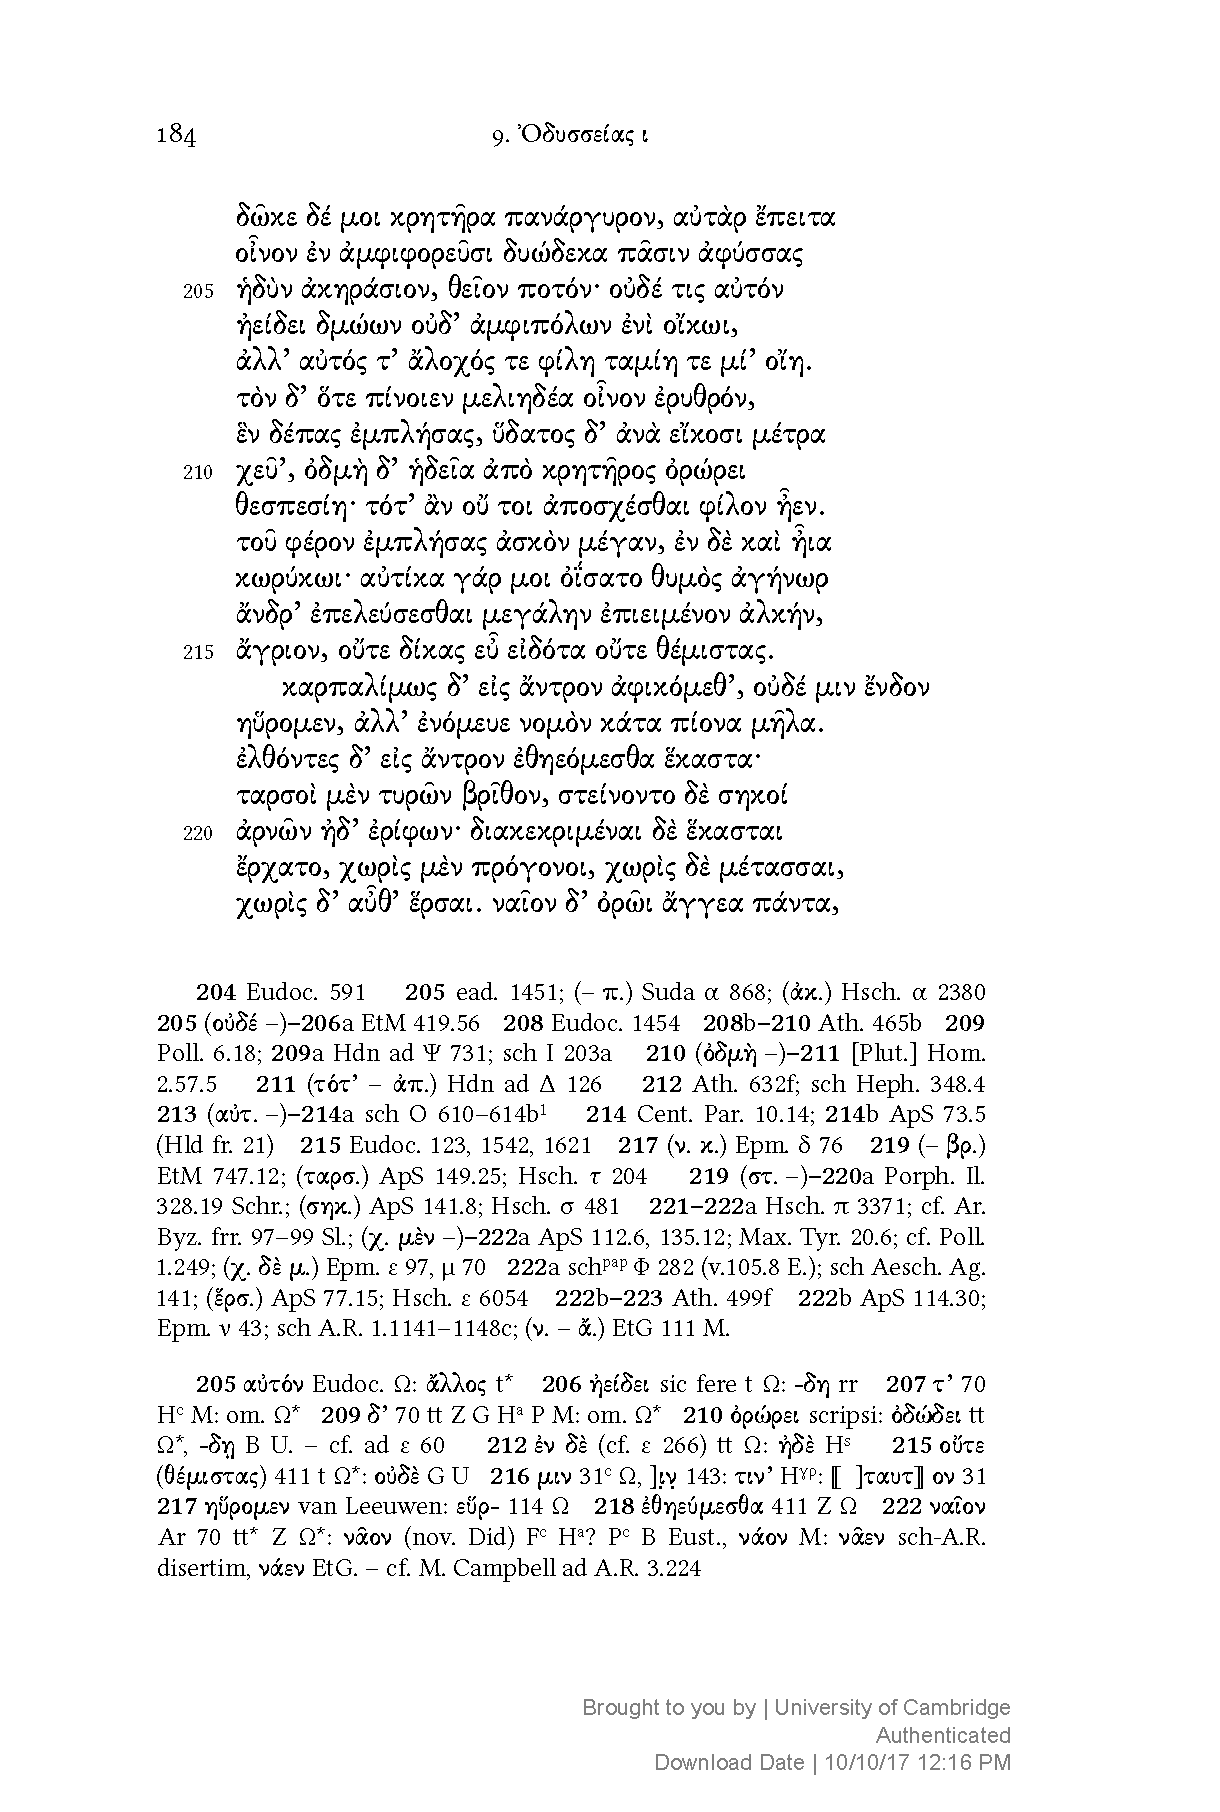 184 9. Ὀδυσσείας ι
δῶκε δέ μοι κρητῆρα πανάργυρον, αὐτὰρ ἔπειτα
οἶνον ἐν ἀμφιφορεῦσι δυώδεκα πᾶσιν ἀφύσσας
205 ἡδὺν ἀκηράσιον, θεῖον ποτόν· οὐδέ τις αὐτόν
ἠείδει δμώων οὐδ’ ἀμφιπόλων ἐνὶ οἴκωι,
ἀλλ’ αὐτός τ’ ἄλοχός τε φίλη ταμίη τε μί’ οἴη.
τὸν δ’ ὅτε πίνοιεν μελιηδέα οἶνον ἐρυθρόν,
ἓν δέπας ἐμπλήσας, ὕδατος δ’ ἀνὰ εἴκοσι μέτρα
210 χεῦ’, ὀδμὴ δ’ ἡδεῖα ἀπὸ κρητῆρος ὀρώρει
θεσπεσίη· τότ’ ἂν οὔ τοι ἀποσχέσθαι φίλον ἦεν.
τοῦ φέρον ἐμπλήσας ἀσκὸν μέγαν, ἐν δὲ καὶ ἦια
κωρύκωι· αὐτίκα γάρ μοι ὀΐσατο θυμὸς ἀγήνωρ
ἄνδρ’ ἐπελεύσεσθαι μεγάλην ἐπιειμένον ἀλκήν,
215 ἄγριον, οὔτε δίκας εὖ εἰδότα οὔτε θέμιστας.
καρπαλίμως δ’ εἰς ἄντρον ἀφικόμεθ’, οὐδέ μιν ἔνδον
ηὕρομεν, ἀλλ’ ἐνόμευε νομὸν κάτα πίονα μῆλα.
ἐλθόντες δ’ εἰς ἄντρον ἐθηεόμεσθα ἕκαστα·
ταρσοὶ μὲν τυρῶν βρῖθον, στείνοντο δὲ σηκοί
220 ἀρνῶν ἠδ’ ἐρίφων· διακεκριμέναι δὲ ἕκασται
ἔρχατο, χωρὶς μὲν πρόγονοι, χωρὶς δὲ μέτασσαι,
χωρὶς δ’ αὖθ’ ἕρσαι. ναῖον δ’ ὀρῶι ἄγγεα πάντα,
204 Eudoc. 591 205 ead. 1451; (– π.) Suda α 868; (ἀκ.) Hsch. α 2380
205 (οὐδέ –)–206a EtM 419.56 208 Eudoc. 1454 208b–210 Ath. 465b 209
Poll. 6.18; 209a Hdn ad Ψ 731; sch I 203a 210 (ὀδμὴ –)–211 [Plut.] Hom.
2.57.5 211 (τότ’ – ἀπ.) Hdn ad Δ 126 212 Ath. 632f; sch Heph. 348.4
213 (αὐτ. –)–214a sch O 610–614b¹ 214 Cent. Par. 10.14; 214b ApS 73.5
(Hld fr. 21) 215 Eudoc. 123, 1542, 1621 217 (ν. κ.) Epm. δ 76 219 (– βρ.)
EtM 747.12; (ταρσ.) ApS 149.25; Hsch. τ 204 219 (στ. –)–220a Porph. Il.
328.19 Schr.; (σηκ.) ApS 141.8; Hsch. σ 481 221–222a Hsch. π 3371; cf. Ar.
Byz. frr. 97–99 Sl.; (χ. μὲν –)–222a ApS 112.6, 135.12; Max. Tyr. 20.6; cf. Poll.
1.249; (χ. δὲ μ.) Epm. ε 97, μ 70 222a schᵖᵃᵖ Φ 282 (v.105.8 E.); sch Aesch. Ag.
141; (ἔρσ.) ApS 77.15; Hsch. ε 6054 222b–223 Ath. 499f 222b ApS 114.30;
Epm. ν 43; sch A.R. 1.1141–1148c; (ν. – ἄ.) EtG 111 M.
205 αὐτόν Eudoc. Ω: ἄλλος t* 206 ἠείδει sic fere t Ω: -δη rr 207 τ’ 70
Hᶜ M: om. Ω* 209 δ’ 70 tt Z G Hᵃ P M: om. Ω* 210 ὀρώρει scripsi: ὀδώδει tt
Ω*, -δῃ B U. – cf. ad ε 60 212 ἐν δὲ (cf. ε 266) tt Ω: ἠδὲ Hˢ 215 οὔτε
(θέμιστας) 411 t Ω*: οὐδὲ G U 216 μιν 31ᶜ Ω, ]ι̣ν̣ 143: τιν’ Hᵞᵖ: ⟦ ]ταυτ⟧ ον 31
217 ηὕρομεν van Leeuwen: εὕρ- 114 Ω 218 ἐθηεύμεσθα 411 Z Ω 222 ναῖον
Ar 70 tt* Z Ω*: νᾶον (nov. Did) Fᶜ Hᵃ? Pᶜ B Eust., νάον M: νᾶεν sch-A.R.
disertim, νάεν EtG. – cf. M. Campbell ad A.R. 3.224
Brought to you by | University of Cambridge
Authenticated
Download Date | 10/10/17 12:16 PM